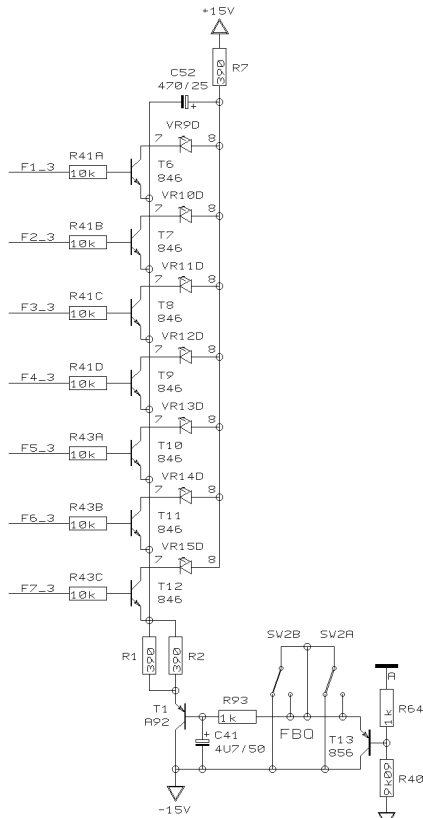 +15V
390 R7
C52
470/25
+
VR9D
7 8
R41A
F1_3 10k
T6
846
VR10D
7 8
R41B
F2_3 10k
T7
846
VR11D
7 8
R41C
F3_3 10k
T8
846
VR12D
7 8
R41D
F4_3 10k
T9
846
VR13D
7 8
R43A
F5_3 10k
T10
846
VR14D
7 8
R43B
F6_3 10k
T11
846
VR15D
7 8
R43C
F7_3 10k
T12
846
R1 390 390 R2
SW2B SW2A
A
T1
A92
R93
1k
+ C41
4U7/50
FBQ
T13
856
1k R64
9k09 R40
-15V